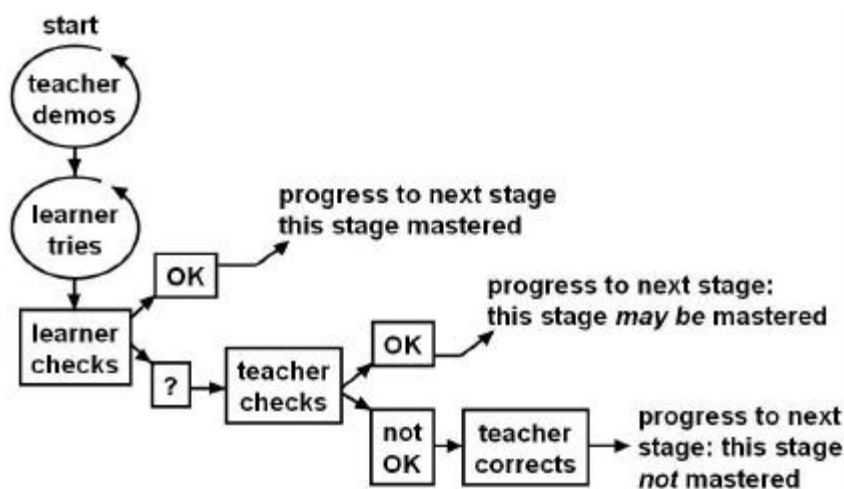 start
teacher
demos
learner
tries
learner
checks
OK
progress to next stage
this stage mastered
?
teacher
checks
OK
progress to next stage:
this stage may be mastered
not
OK
teacher
corrects
progress to next
stage: this stage
not mastered